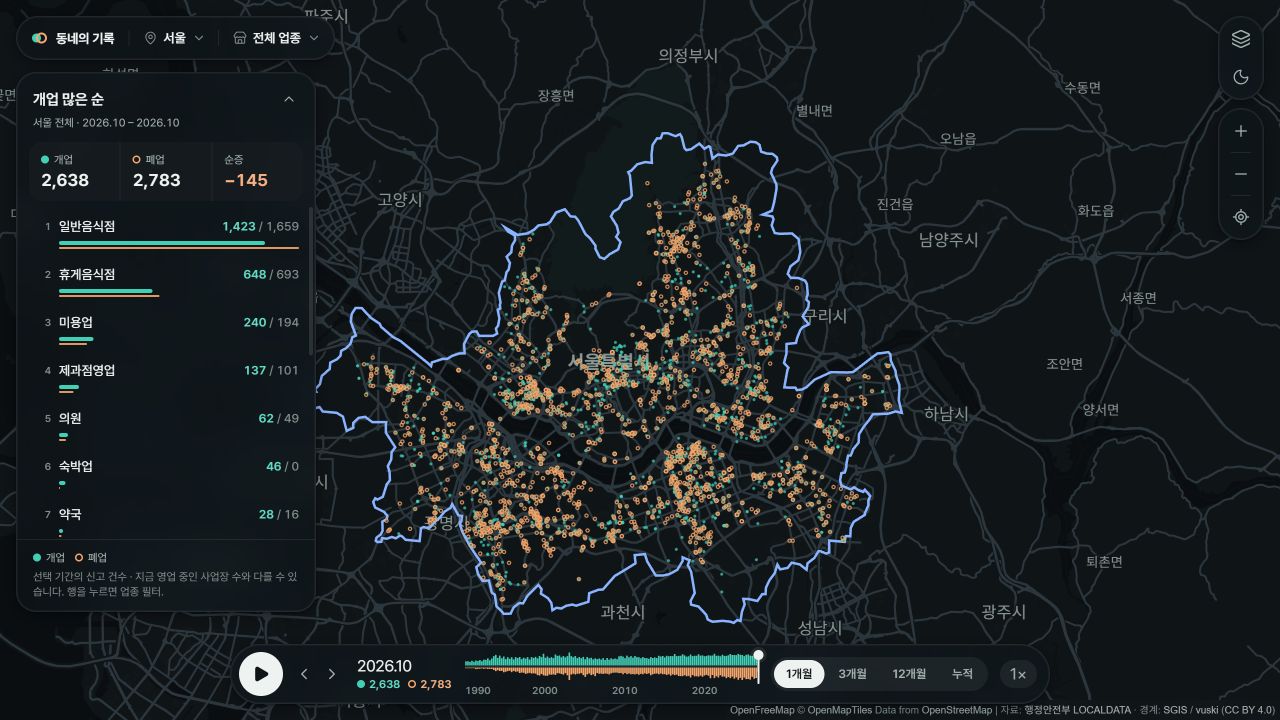 동네의 기록
서울
전체 업종
개업 많은 순
서울 전체 · 2026.10 – 2026.10
개업
2,638
폐업
2,783
순증
−145
1 일반음식점 1,423 / 1,659
2 휴게음식점 648 / 693
3 미용업 240 / 194
4 제과점영업 137 / 101
5 의원 62 / 49
6 숙박업 46 / 0
7 약국 28 / 16
개업 폐업
선택 기간의 신고 건수 · 지금 영업 중인 사업장 수와 다를 수 있
습니다. 행을 누르면 업종 필터.
파주시
의정부시
장흥면
별내면
수동면
오남읍
고양시
진건읍
화도읍
남양주시
서종면
구리시
서울특별시
조안면
하남시
양서면
퇴촌면
과천시
성남시
광주시
2026.10
2,638 2,783
1990 2000 2010 2020
1개월 3개월 12개월 누적
1×
OpenFreeMap © OpenMapTiles Data from OpenStreetMap | 자료: 행정안전부 LOCALDATA · 경계: SGIS / vuski (CC BY 4.0)